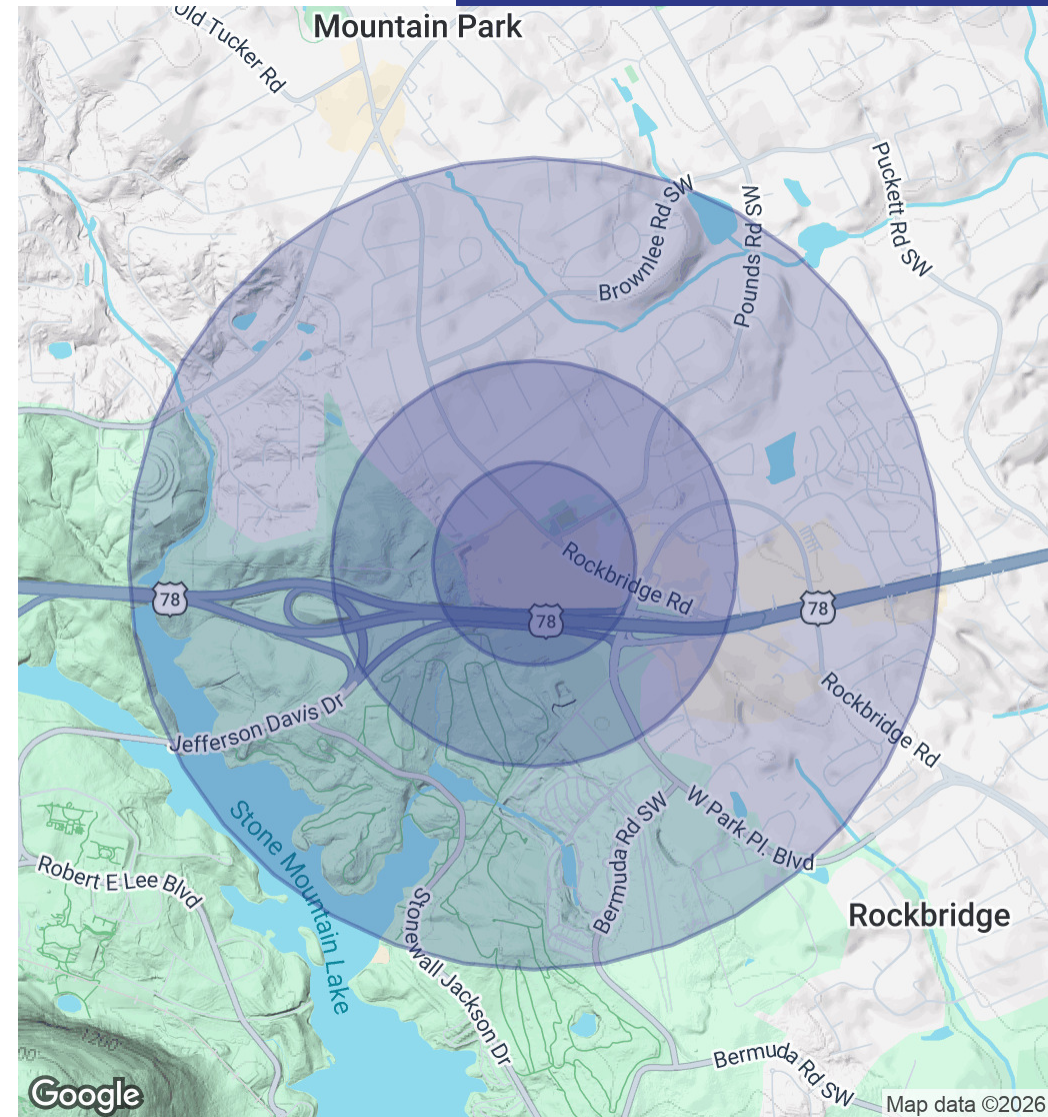 Mountain Park
Old Tucker Rd
Puckett Rd SW
Brownlee Rd SW
Pounds Rd SW
Rockbridge Rd
78
78
78
Rockbridge Rd
Jefferson Davis Dr
W Park Pl. Blvd
Bermuda Rd SW
Stone Mountain Lake
Robert E Lee Blvd
Stonewall Jackson Dr
Rockbridge
1200
Bermuda Rd SW
Google
Map data ©2026